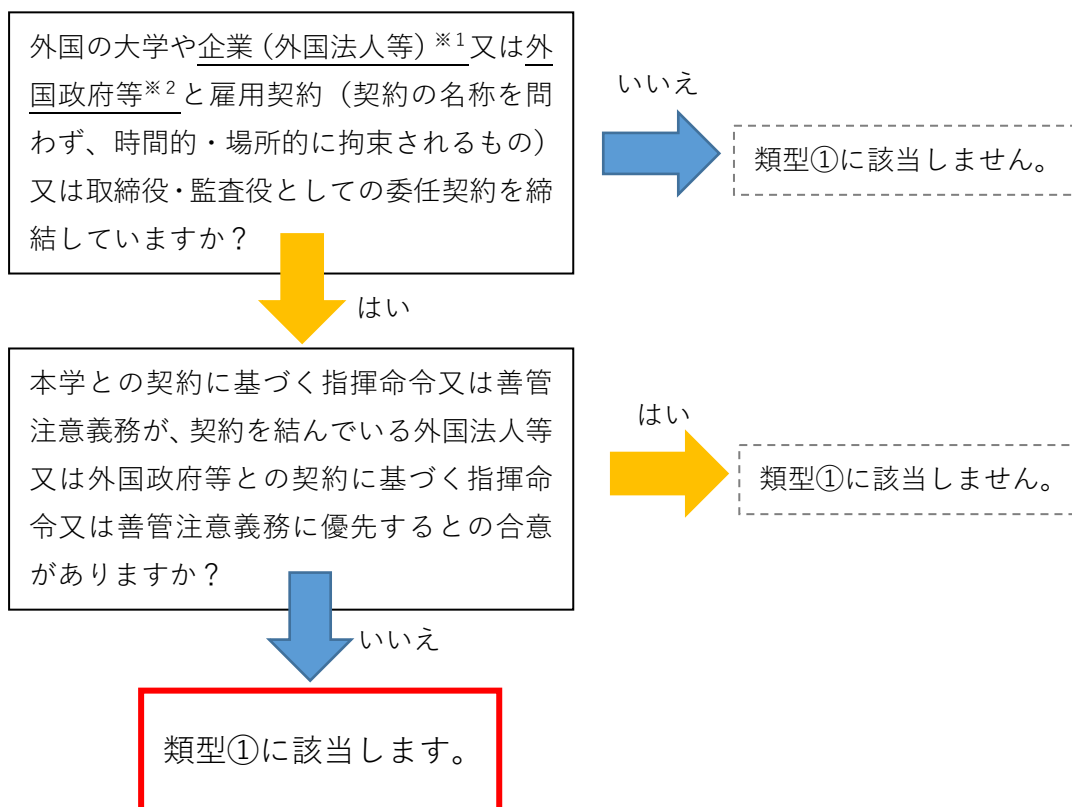 外国の大学や企業（外国法人等）※1又は外
国政府等※2と雇用契約（契約の名称を問
わず、時間的・場所的に拘束されるもの）
又は取締役・監査役としての委任契約を締
結していますか？
いいえ
類型①に該当しません。
はい
本学との契約に基づく指揮命令又は善管
注意義務が、契約を結んでいる外国法人等
又は外国政府等との契約に基づく指揮命
令又は善管注意義務に優先するとの合意
がありますか？
はい
類型①に該当しません。
いいえ
類型①に該当します。